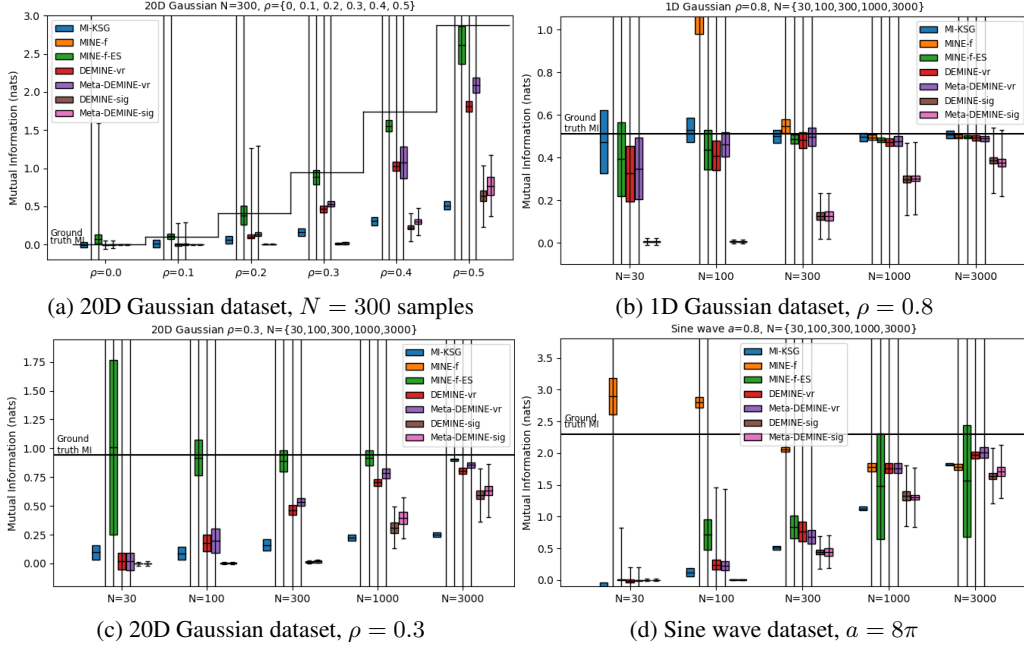 20D Gaussian N=300, ρ={0, 0.1, 0.2, 0.3, 0.4, 0.5}
Mutual Information (nats)
3.0
2.5
2.0
1.5
1.0
0.5
0.0
MI-KSG
MINE-f
MINE-f-ES
DEMINE-vr
Meta-DEMINE-vr
DEMINE-sig
Meta-DEMINE-sig
Ground
truth MI
ρ=0.0 ρ=0.1 ρ=0.2 ρ=0.3 ρ=0.4 ρ=0.5
(a) 20D Gaussian dataset, N = 300 samples
1D Gaussian ρ=0.8, N={30,100,300,1000,3000}
Mutual Information (nats)
1.0
0.8
0.6
0.4
0.2
0.0
MI-KSG
MINE-f
MINE-f-ES
DEMINE-vr
Meta-DEMINE-vr
DEMINE-sig
Meta-DEMINE-sig
Ground
truth MI
N=30 N=100 N=300 N=1000 N=3000
(b) 1D Gaussian dataset, ρ = 0.8
20D Gaussian ρ=0.3, N={30,100,300,1000,3000}
Mutual Information (nats)
1.75
1.50
1.25
1.00
0.75
0.50
0.25
0.00
MI-KSG
MINE-f
MINE-f-ES
DEMINE-vr
Meta-DEMINE-vr
DEMINE-sig
Meta-DEMINE-sig
Ground
truth MI
N=30 N=100 N=300 N=1000 N=3000
(c) 20D Gaussian dataset, ρ = 0.3
Sine wave a=0.8, N={30,100,300,1000,3000}
Mutual Information (nats)
3.5
3.0
2.5
2.0
1.5
1.0
0.5
0.0
MI-KSG
MINE-f
MINE-f-ES
DEMINE-vr
Meta-DEMINE-vr
DEMINE-sig
Meta-DEMINE-sig
Ground
truth MI
N=30 N=100 N=300 N=1000 N=3000
(d) Sine wave dataset, a = 8π